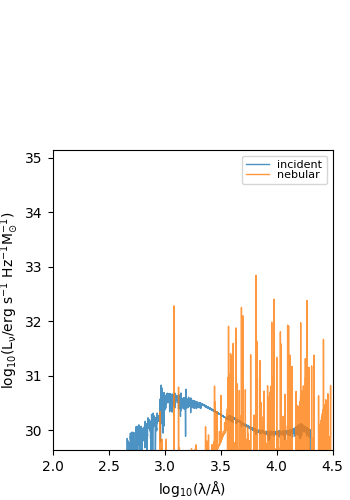 35
34
33
32
31
30
log₁₀(Lν/erg s⁻¹ Hz⁻¹M⊙⁻¹)
incident
nebular
2.0 2.5 3.0 3.5 4.0 4.5
log₁₀(λ/Å)